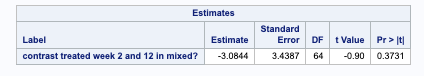 Estimates
Label Estimate Standard Error DF t Value Pr > |t|
contrast treated week 2 and 12 in mixed? -3.0844 3.4387 64 -0.90 0.3731